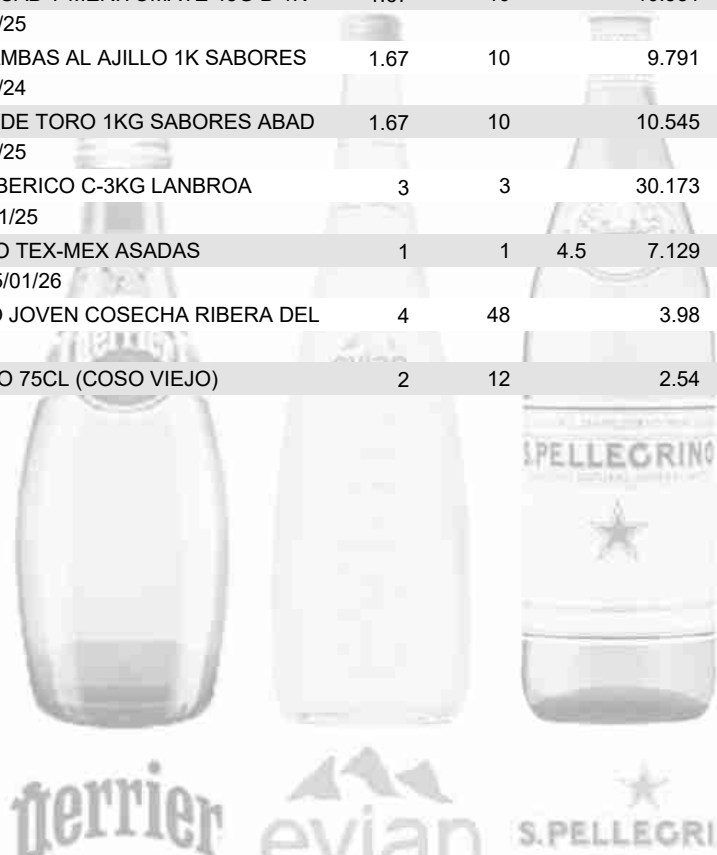 /25
MBAS AL AJILLO 1K SABORES 1.67 10 9.791
/24
DE TORO 1KG SABORES ABAD 1.67 10 10.545
/25
BERICO C-3KG LANBROA 3 3 30.173
1/25
O TEX-MEX ASADAS 1 1 4.5 7.129
5/01/26
O JOVEN COSECHA RIBERA DEL 4 48 3.98
O 75CL (COSO VIEJO) 2 12 2.54
perrier
evian
S.PELLEGRINO
perrier evian S.PELLEGRI